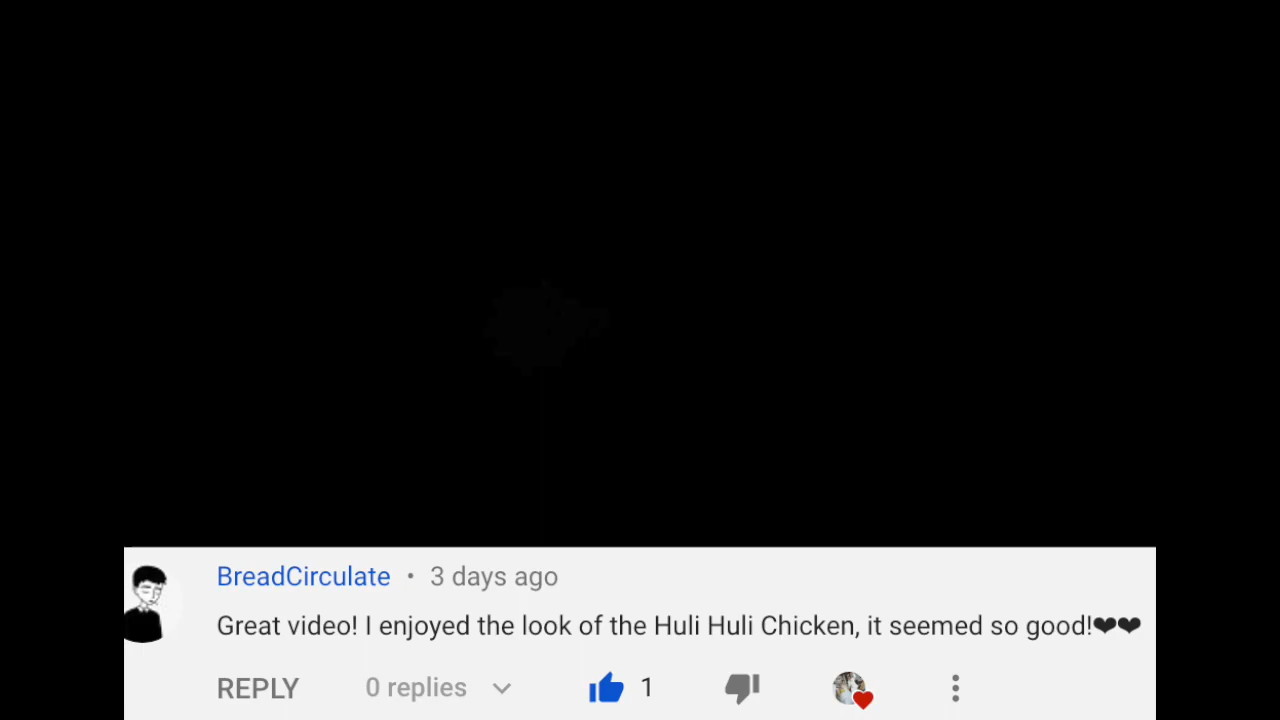 BreadCirculate • 3 days ago
Great video! I enjoyed the look of the Huli Huli Chicken, it seemed so good!❤❤
REPLY 0 replies 1